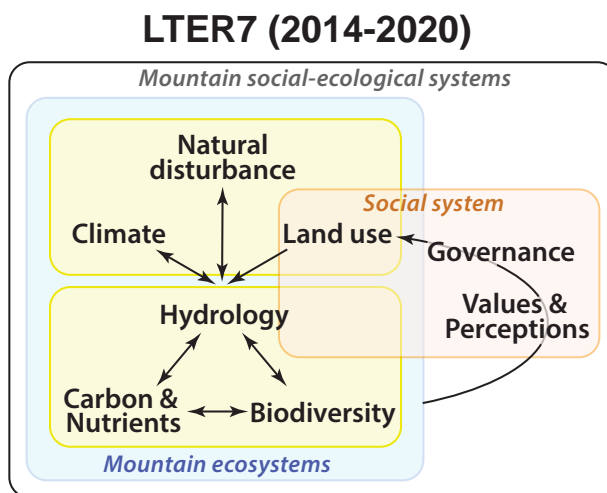 LTER7 (2014-2020)
Mountain social-ecological systems
Natural
disturbance
Social system
Climate
Land use
Governance
Hydrology
Values &
Perceptions
Carbon &
Nutrients
Biodiversity
Mountain ecosystems